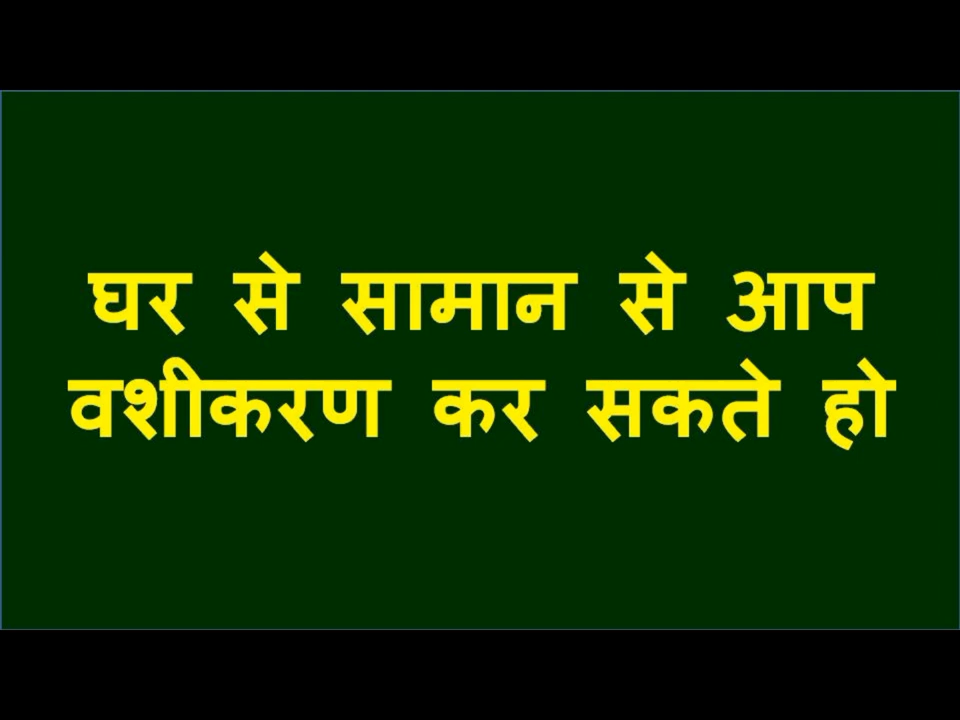 घर से सामान से आप
वशीकरण कर सकते हो